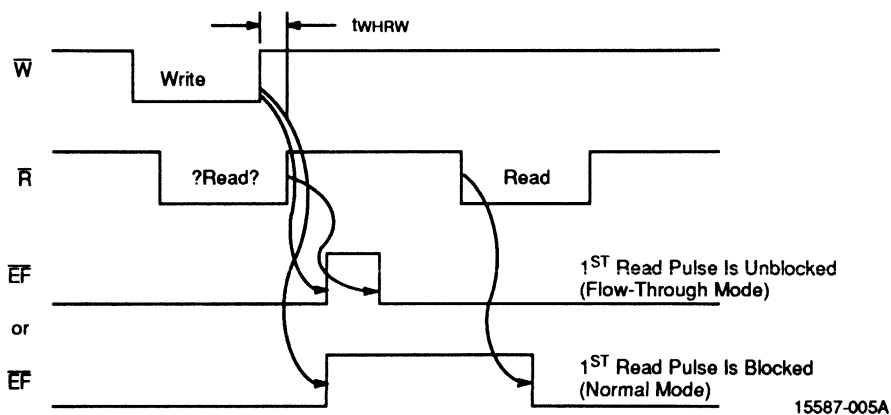 tWHRW
W
Write
R
?Read?
Read
EF
1ST Read Pulse Is Unblocked
(Flow-Through Mode)
or
EF
1ST Read Pulse Is Blocked
(Normal Mode)
15587-005A